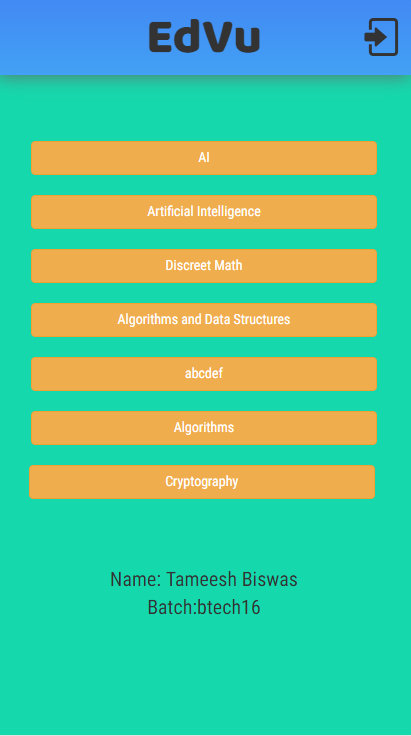 EdVu
AI
Artificial Intelligence
Discreet Math
Algorithms and Data Structures
abcdef
Algorithms
Cryptography
Name: Tameesh Biswas
Batch:btech16